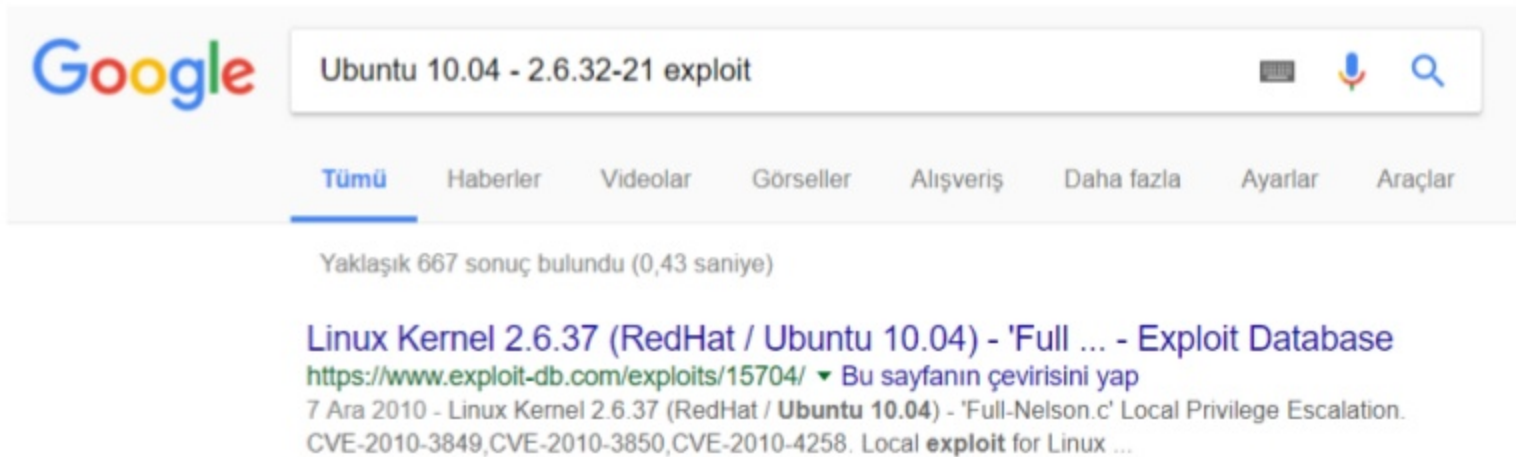 Google
Ubuntu 10.04 - 2.6.32-21 exploit
Tümü Haberler Videolar Görseller Alışveriş Daha fazla Ayarlar Araçlar
Yaklaşık 667 sonuç bulundu (0,43 saniye)
Linux Kernel 2.6.37 (RedHat / Ubuntu 10.04) - 'Full ... - Exploit Database
https://www.exploit-db.com/exploits/15704/ ▾ Bu sayfanın çevirisini yap
7 Ara 2010 - Linux Kernel 2.6.37 (RedHat / Ubuntu 10.04) - 'Full-Nelson.c' Local Privilege Escalation.
CVE-2010-3849,CVE-2010-3850,CVE-2010-4258. Local exploit for Linux ...